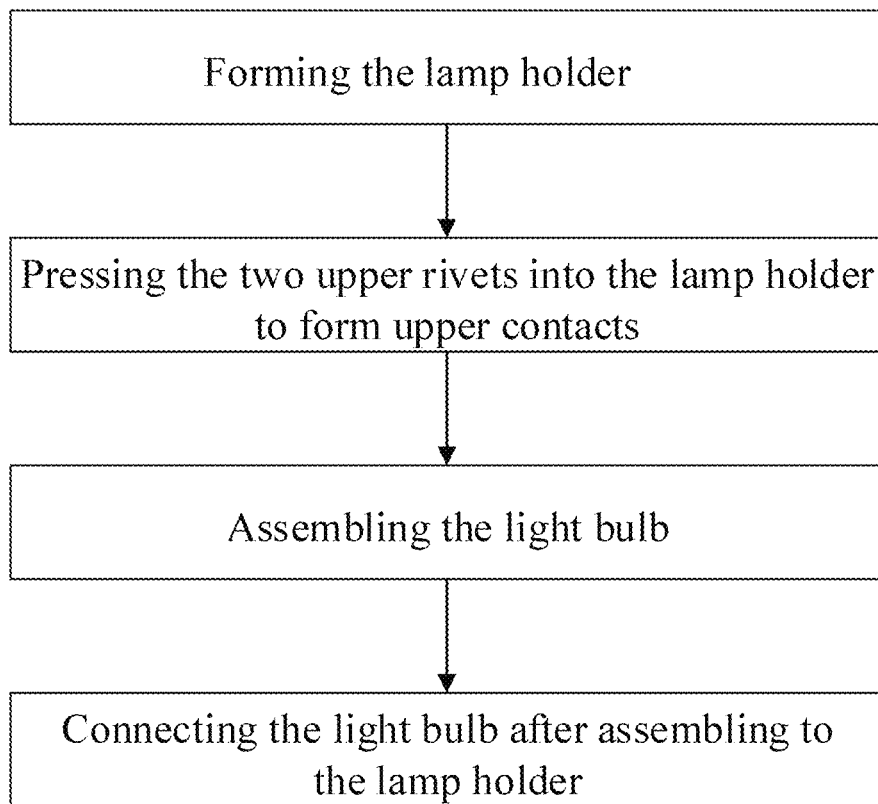 Forming the lamp holder
Pressing the two upper rivets into the lamp holder
to form upper contacts
Assembling the light bulb
Connecting the light bulb after assembling to
the lamp holder